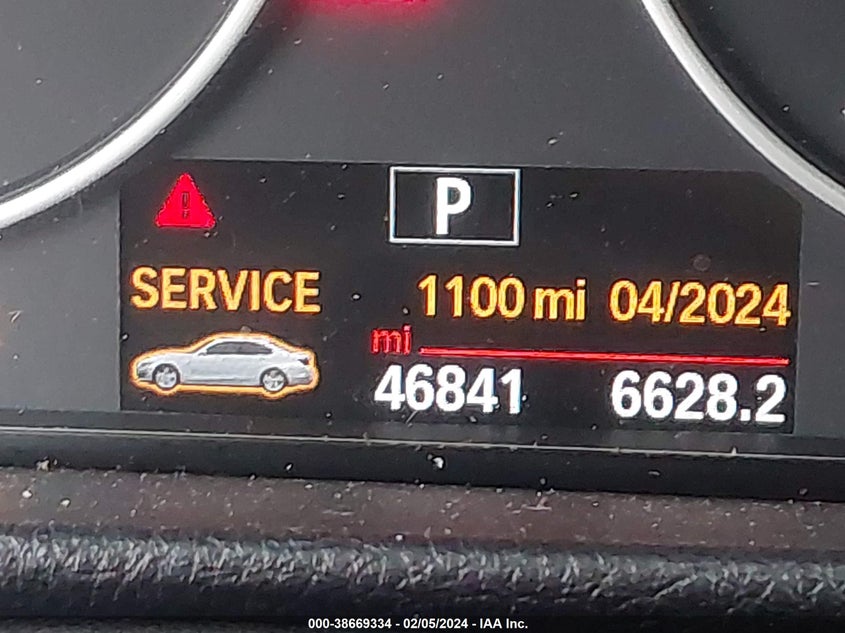 P
SERVICE 1100 mi 04/2024
mi
46841 6628.2
000-38669334 - 02/05/2024 - IAA Inc.